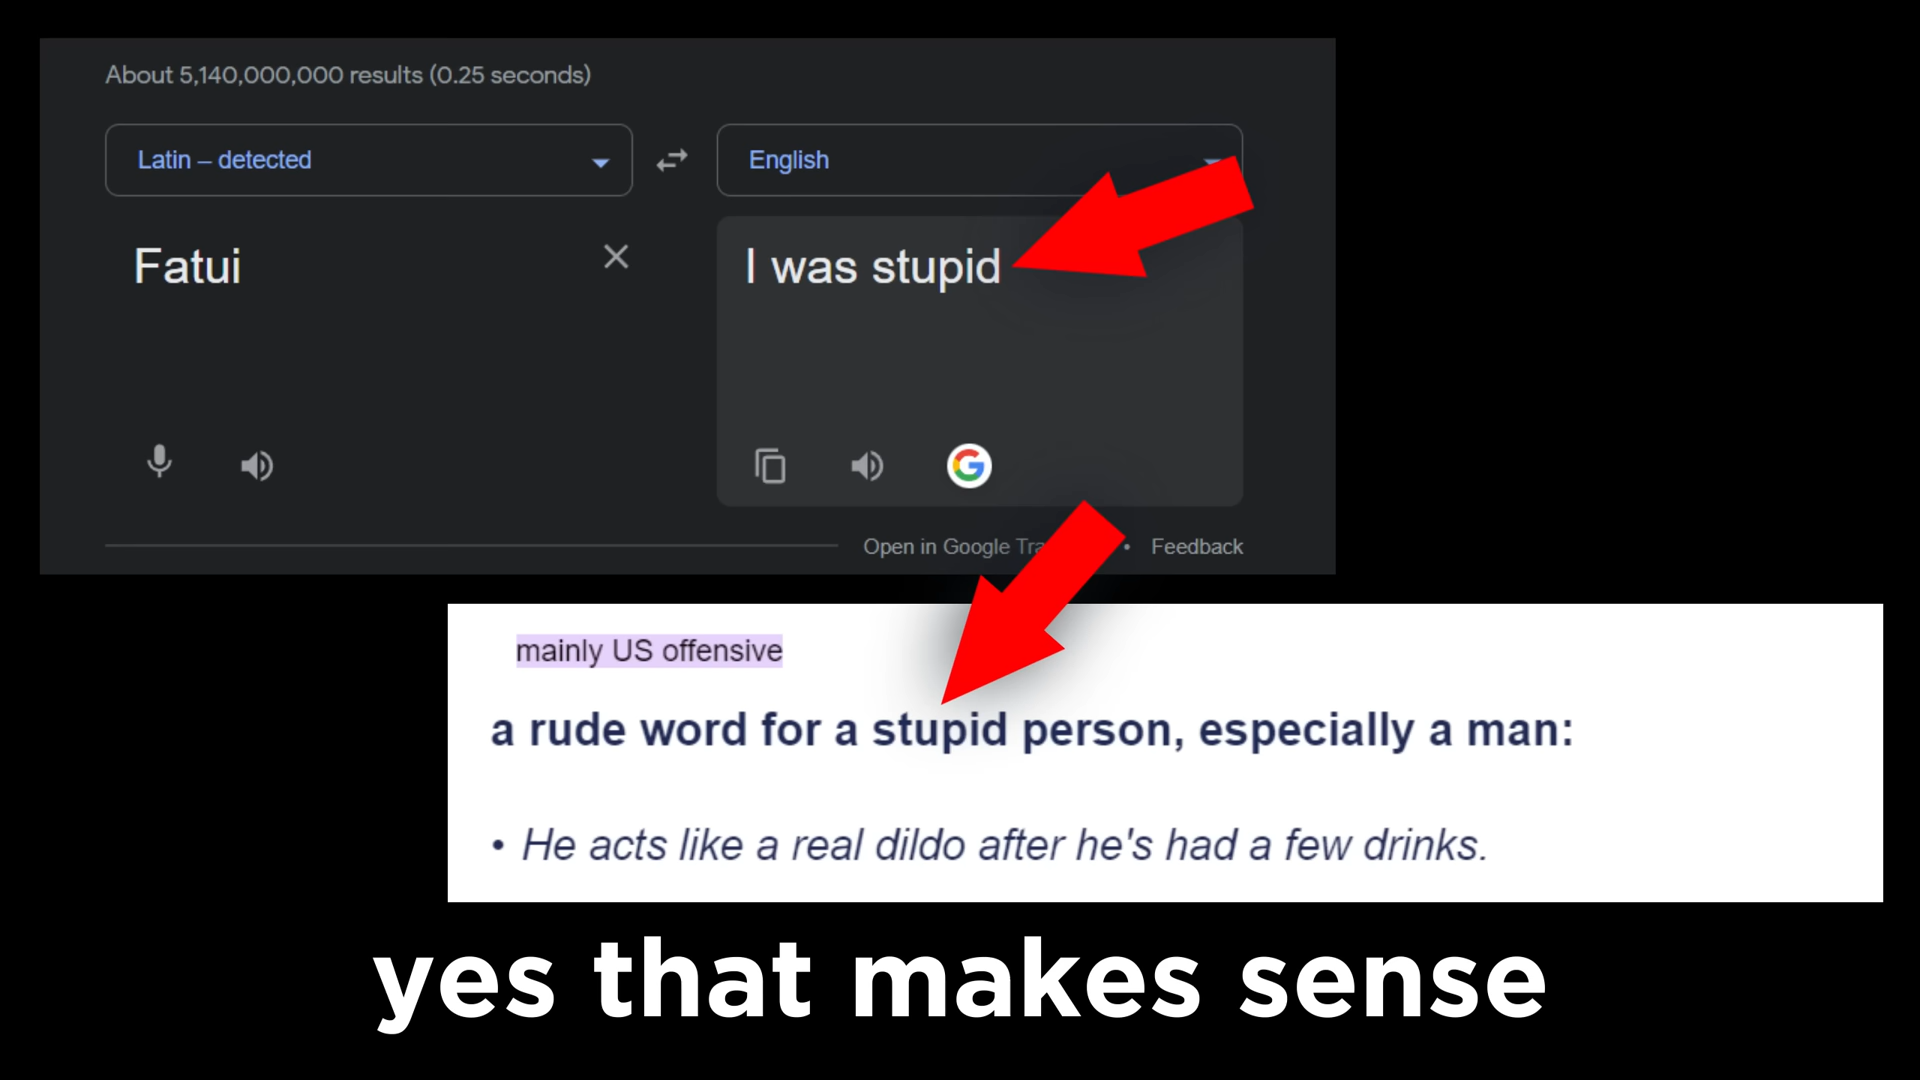 About 5,140,000,000 results (0.25 seconds)
Latin – detected
English
Fatui
I was stupid
Open in Google • Feedback
mainly US offensive
a rude word for a stupid person, especially a man:
• He acts like a real dildo after he's had a few drinks.
yes that makes sense